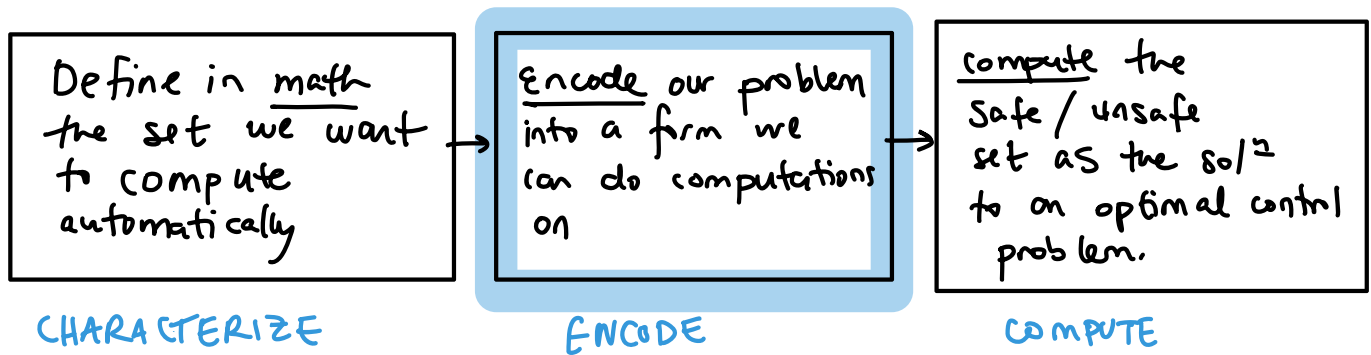 Define in math
the set we want
to compute
automatically
Encode our problem
into a form we
can do computations
on
compute the
safe / unsafe
set as the solⁿ
to an optimal control
problem.
CHARACTERIZE
ENCODE
COMPUTE